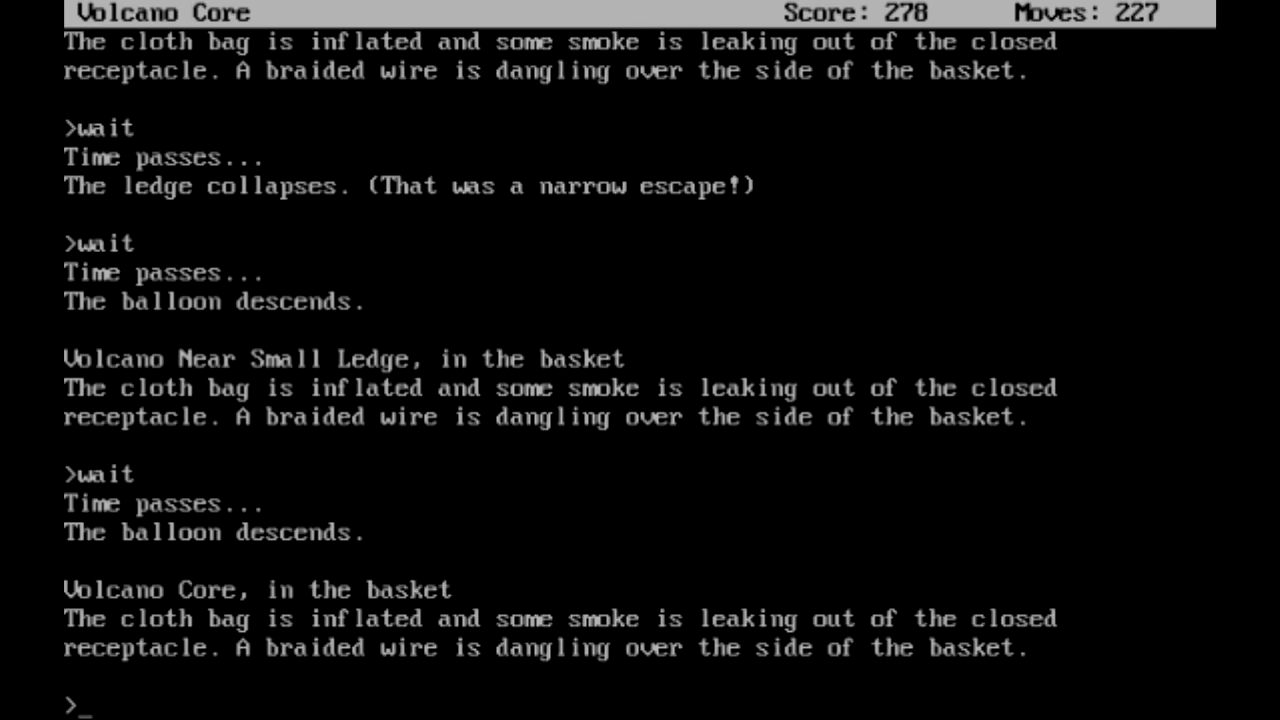 Volcano Core Score: 278 Moves: 227
The cloth bag is inflated and some smoke is leaking out of the closed
receptacle. A braided wire is dangling over the side of the basket.
>wait
Time passes...
The ledge collapses. (That was a narrow escape!)
>wait
Time passes...
The balloon descends.
Volcano Near Small Ledge, in the basket
The cloth bag is inflated and some smoke is leaking out of the closed
receptacle. A braided wire is dangling over the side of the basket.
>wait
Time passes...
The balloon descends.
Volcano Core, in the basket
The cloth bag is inflated and some smoke is leaking out of the closed
receptacle. A braided wire is dangling over the side of the basket.
>_